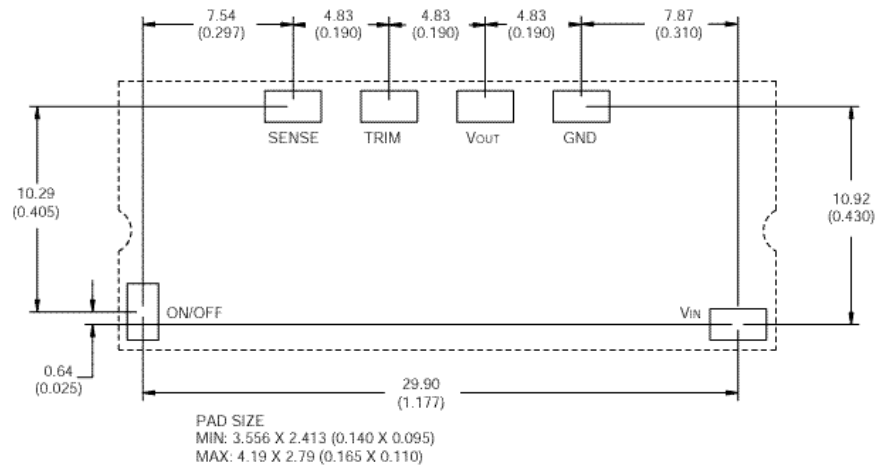 7.54
(0.297)
4.83
(0.190)
4.83
(0.190)
4.83
(0.190)
7.87
(0.310)
SENSE
TRIM
VOUT
GND
10.29
(0.405)
10.92
(0.430)
ON/OFF
VIN
0.64
(0.025)
29.90
(1.177)
PAD SIZE
MIN: 3.556 X 2.413 (0.140 X 0.095)
MAX: 4.19 X 2.79 (0.165 X 0.110)